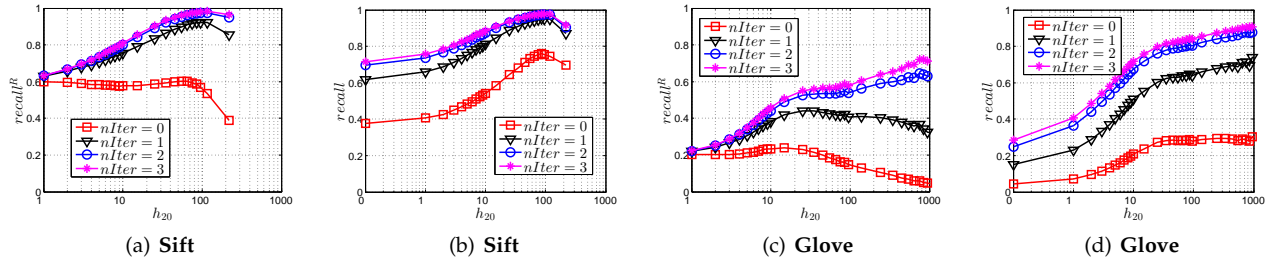 1
0.8
0.6
0.4
0.2
0
recall^R
nIter = 0
nIter = 1
nIter = 2
nIter = 3
1 10 100 1000
h_20
(a) Sift
1
0.8
0.6
0.4
0.2
0
recall
nIter = 0
nIter = 1
nIter = 2
nIter = 3
0 1 10 100 1000
h_20
(b) Sift
1
0.8
0.6
0.4
0.2
0
recall^R
nIter = 0
nIter = 1
nIter = 2
nIter = 3
1 10 100 1000
h_20
(c) Glove
1
0.8
0.6
0.4
0.2
0
recall
nIter = 0
nIter = 1
nIter = 2
nIter = 3
0 1 10 100 1000
h_20
(d) Glove